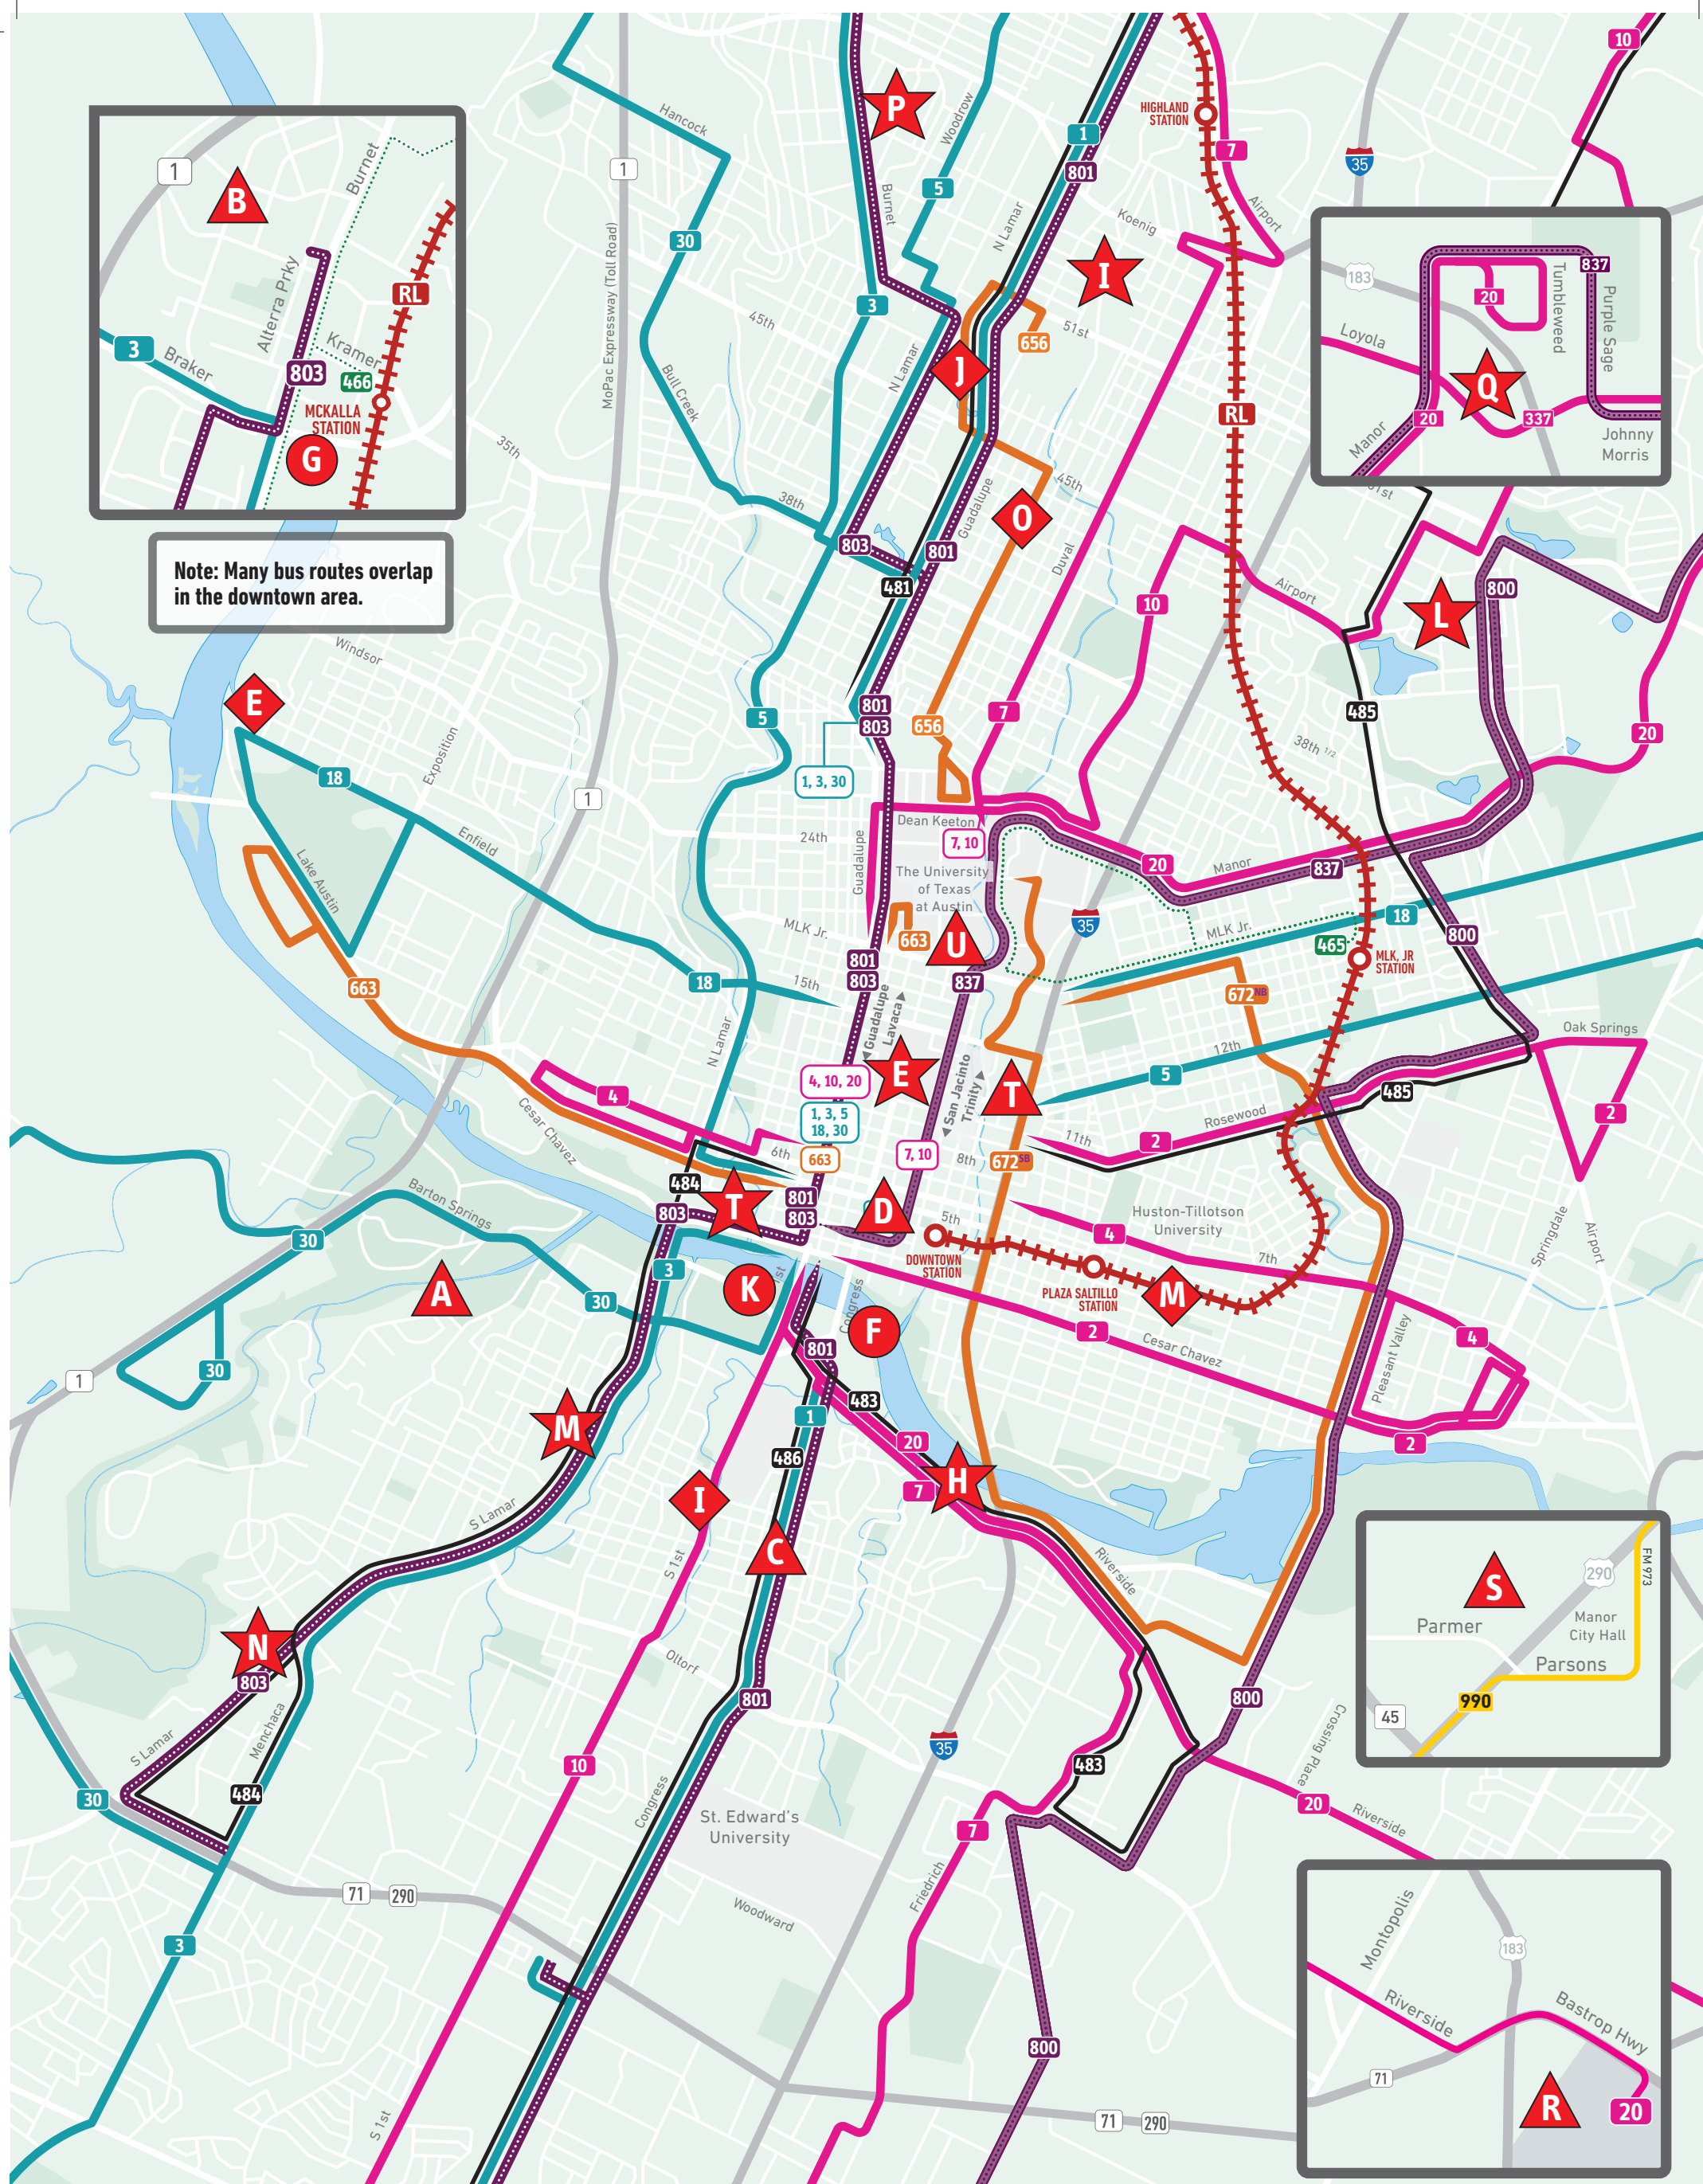 10
P
HIGHLAND
STATION
1
Hancock
Woodrow
7
35
801
1
1
5
B
Burnet
Burnet
N Lamar
Koenig
Airport
30
I
837
183
20
Tumbleweed
Purple Sage
Loyola
Q
20
337
Manor
Johnny
Morris
51st
RL
Alterra Prky
3
Braker
Kramer
803
466
MCKALLA
STATION
G
MoPac Expressway (Toll Road)
3
45th
51st
656
N Lamar
J
Bull Creek
RL
35th
45th
38th
Guadalupe
O
803
801
Duval
481
Airport
800
10
L
Note: Many bus routes overlap
in the downtown area.
Windsor
E
801
803
5
656
7
485
20
Exposition
38th 1/2
18
1, 3, 30
1
Dean Keeton
24th
7, 10
Enfield
Guadalupe
20
Manor
837
The University
of Texas
at Austin
Lake Austin
18
MLK Jr.
663
U
35
MLK Jr.
465
800
MLK, JR
STATION
801
803
18
15th
837
663
672NB
Guadalupe
Lavaca
Oak Springs
N Lamar
12th
E
4, 10, 20
San Jacinto
Trinity
T
5
4
485
1, 3, 5
18, 30
Cesar Chavez
Rosewood
2
11th
2
6th
7, 10
663
8th
672SB
484
T
801
803
803
D
Barton Springs
5th
Huston-Tillotson
University
4
30
DOWNTOWN
STATION
7th
Springdale
Airport
3
A
K
1st
Congress
PLAZA SALTILLO
STATION
M
30
F
2
Cesar Chavez
Pleasant Valley
4
801
30
1
483
1
M
20
2
486
H
7
I
S Lamar
C
S 1st
Riverside
S
290
FM 973
Parmer
Manor
City Hall
Parsons
990
45
N
803
Oltorf
801
800
Menchaca
S Lamar
35
Crossing Place
10
483
484
30
Congress
St. Edward's
University
20
Riverside
7
Friedrich
71
290
Woodward
3
Montopolis
183
Riverside
Bastrop Hwy
800
71
R
20
S 1st
71
290